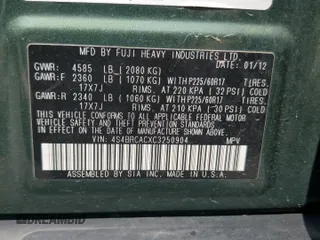 MFD BY FUJI HEAVY INDUSTRIES LTD.
GVWR: 4585 LB (2080 KG) 01/12
GAWR:F 2360 LB (1070 KG) WITH P225/60R17 TIRES.
17X7J RIMS. AT 220 KPA (32 PSI) COLD
GAWR:R 2340 LB (1060 KG) WITH P225/60R17 TIRES.
17X7J RIMS. AT 210 KPA (30 PSI) COLD
THIS VEHICLE CONFORMS TO ALL APPLICABLE
FEDERAL MOTOR VEHICLE SAFETY
STANDARDS IN EFFECT ON THE DATE
OF MANUFACTURE SHOWN ABOVE.
VIN: 4S4BRCACXC3250904 MPV
ASSEMBLED BY SIA INC. MADE IN U.S.A.